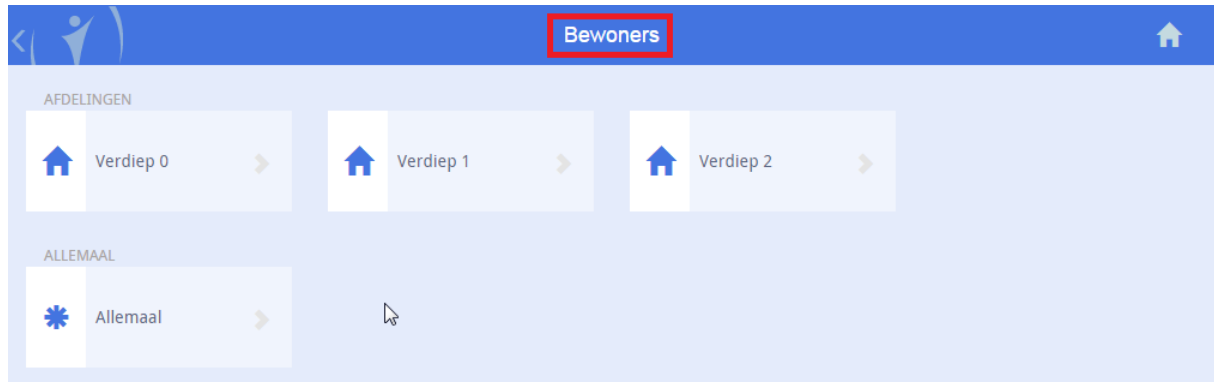 Bewoners
AFDELINGEN
Verdiep 0
Verdiep 1
Verdiep 2
ALLEMAAL
Allemaal